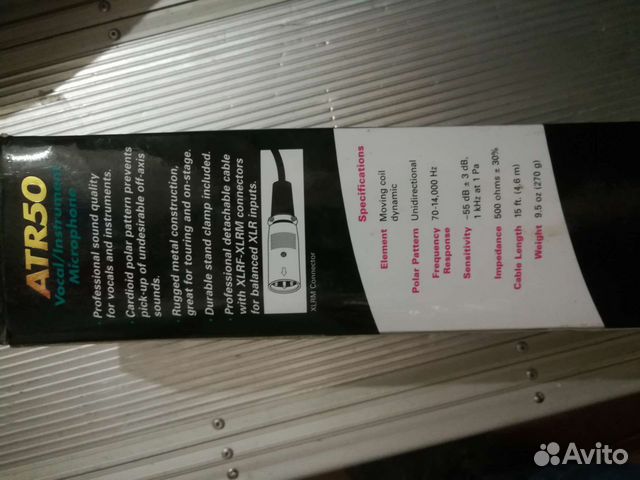 ATR50
Vocal/Instrument
Microphone
· Professional sound quality
for vocals and instruments.
· Cardioid polar pattern prevents
pick-up of undesirable off-axis
sounds.
· Rugged metal construction,
great for touring and on-stage.
· Durable stand clamp included.
· Professional detachable cable
with XLRF-XLRM connectors
for balanced XLR inputs.
XLRM Connector
Specifications
Element Moving coil
dynamic
Polar Pattern Unidirectional
Frequency 70-14,000 Hz
Response
Sensitivity –55 dB ± 3 dB,
1 kHz at 1 Pa
Impedance 500 ohms ± 30%
Cable Length 15 ft. (4.6 m)
Weight 9.5 oz (270 g)
Avito